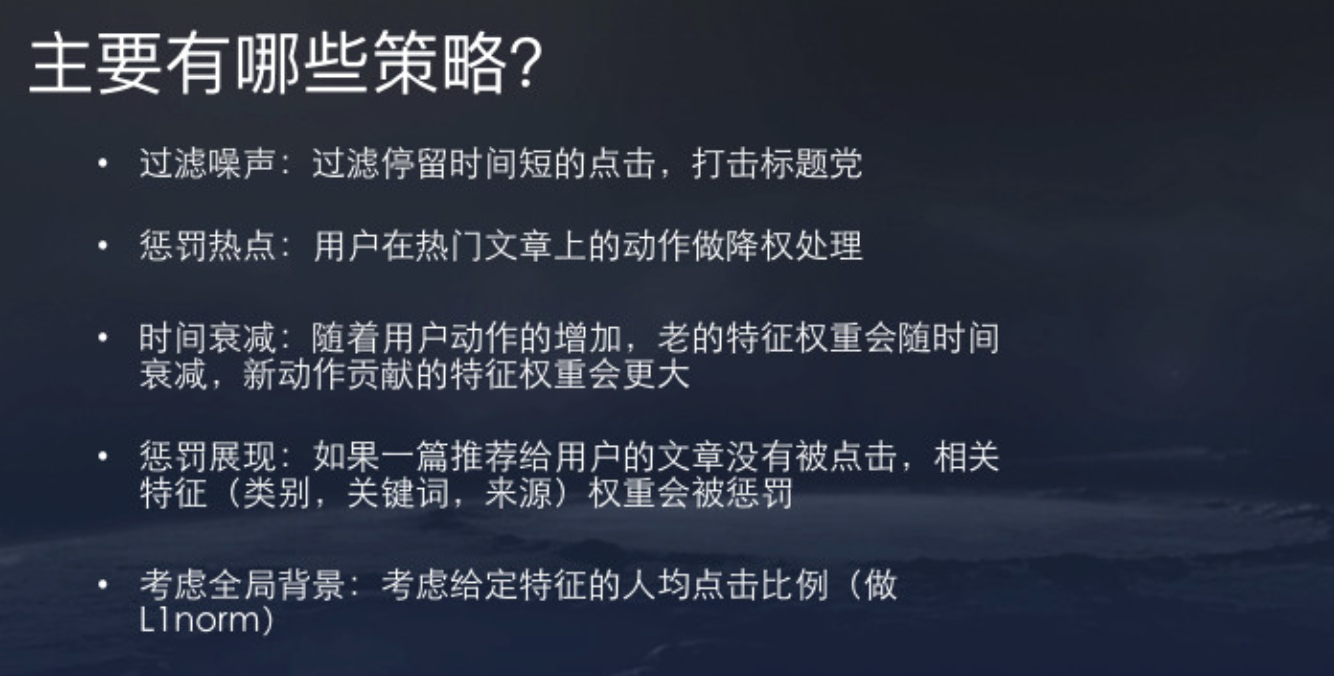 主要有哪些策略？
• 过滤噪声：过滤停留时间短的点击，打击标题党
• 惩罚热点：用户在热门文章上的动作做降权处理
• 时间衰减：随着用户动作的增加，老的特征权重会随时间
衰减，新动作贡献的特征权重会更大
• 惩罚展现：如果一篇推荐给用户的文章没有被点击，相关
特征（类别，关键词，来源）权重会被惩罚
• 考虑全局背景：考虑给定特征的人均点击比例（做
L1norm）